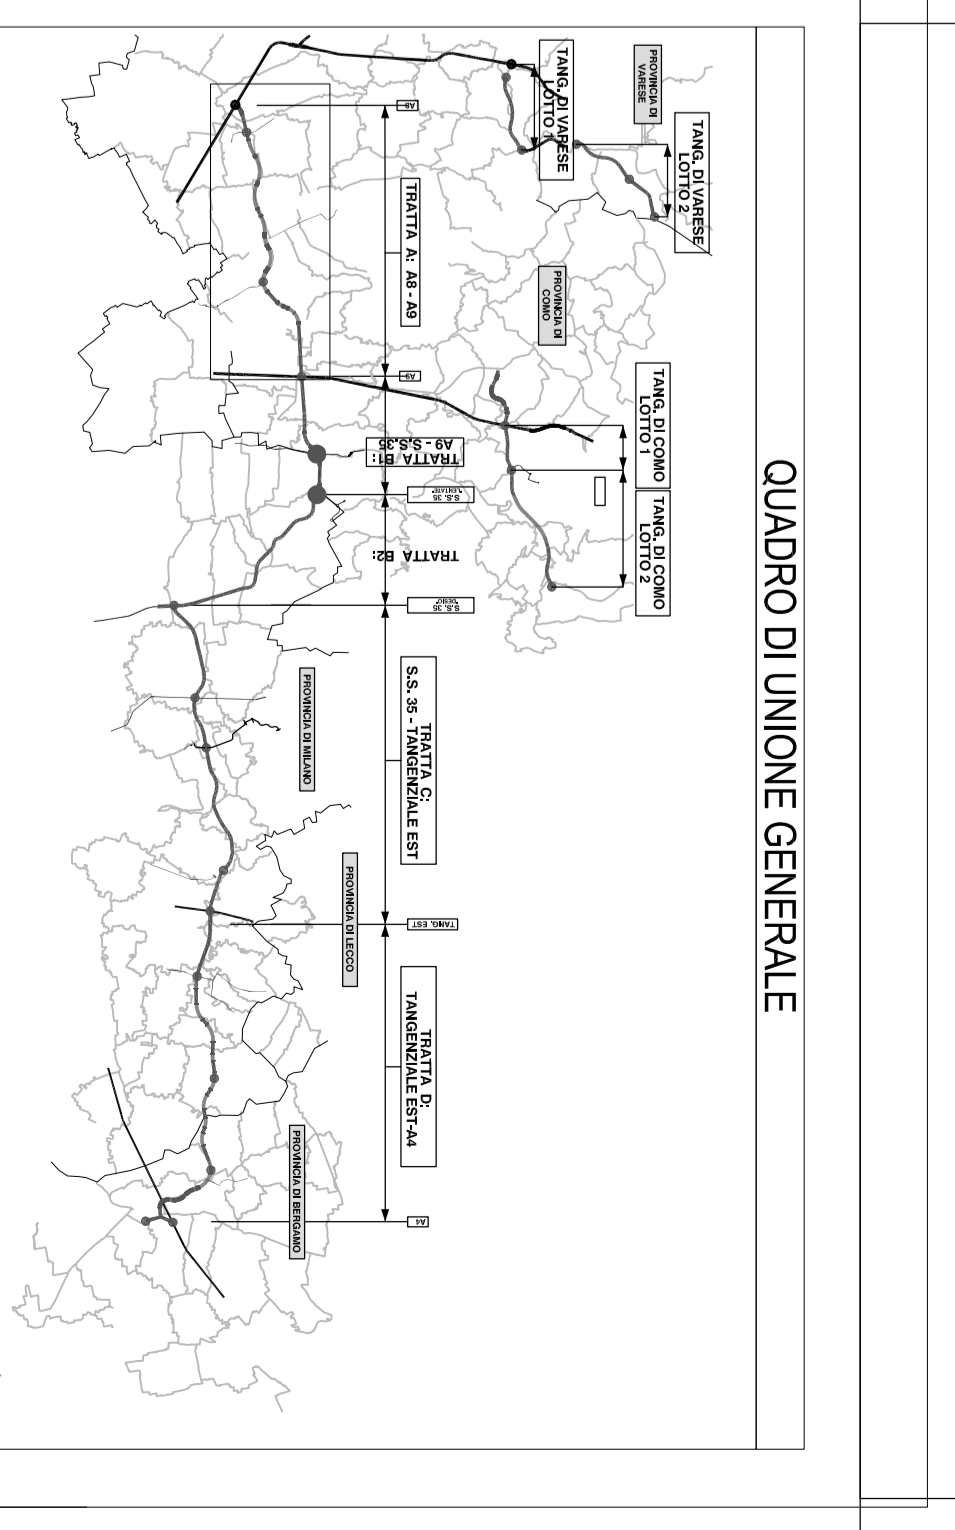 QUADRO DI UNIONE GENERALE
PROVINCIA DI
VARESE
TANG. DI VARESE
LOTTO 2
TANG. DI VARESE
LOTTO 1
PROVINCIA DI
COMO
TANG. DI COMO
LOTTO 1
TANG. DI COMO
LOTTO 2
A8
TRATTA A: A8 - A9
A9
TRATTA B1:
A9 - S.S.35
S.S. 35
"LENTATE"
TRATTA B2:
S.S. 35
"DESIO"
TRATTA C:
S.S. 35 - TANGENZIALE EST
TANG. EST
TRATTA D:
TANGENZIALE EST-A4
A4
PROVINCIA DI MILANO
PROVINCIA DI LECCO
PROVINCIA DI BERGAMO